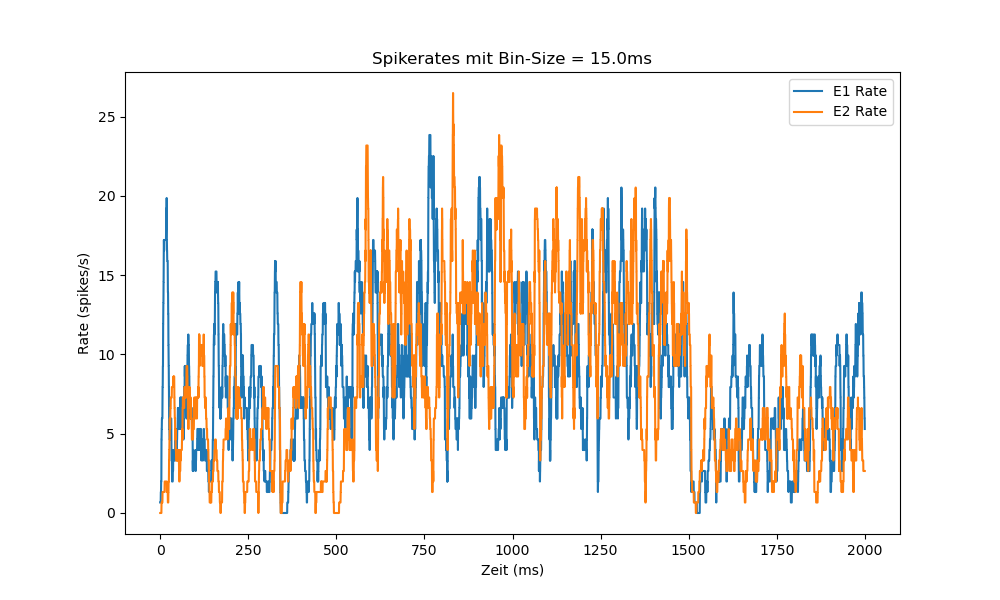 Spikerates mit Bin-Size = 15.0ms
E1 Rate
E2 Rate
Rate (spikes/s)
25
20
15
10
5
0
0 250 500 750 1000 1250 1500 1750 2000
Zeit (ms)